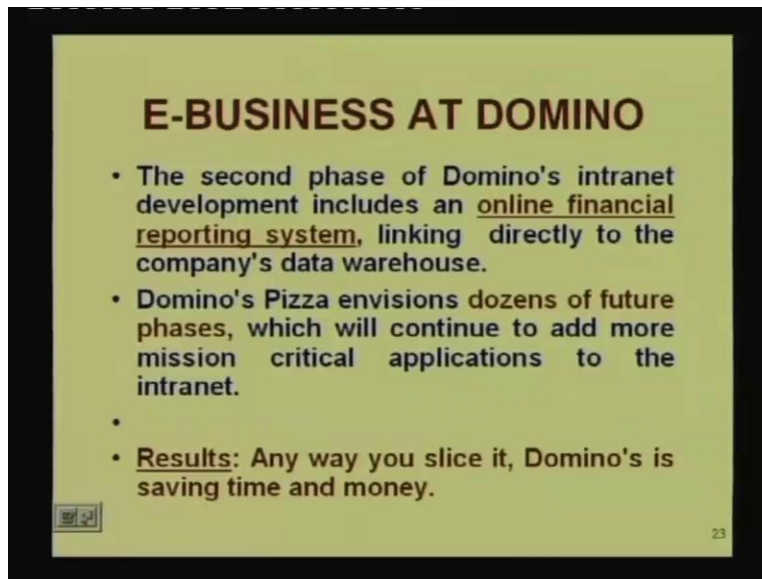 E-BUSINESS AT DOMINO
• The second phase of Domino's intranet
development includes an online financial
reporting system, linking directly to the
company's data warehouse.
• Domino's Pizza envisions dozens of future
phases, which will continue to add more
mission critical applications to the
intranet.
•
• Results: Any way you slice it, Domino's is
saving time and money.
23